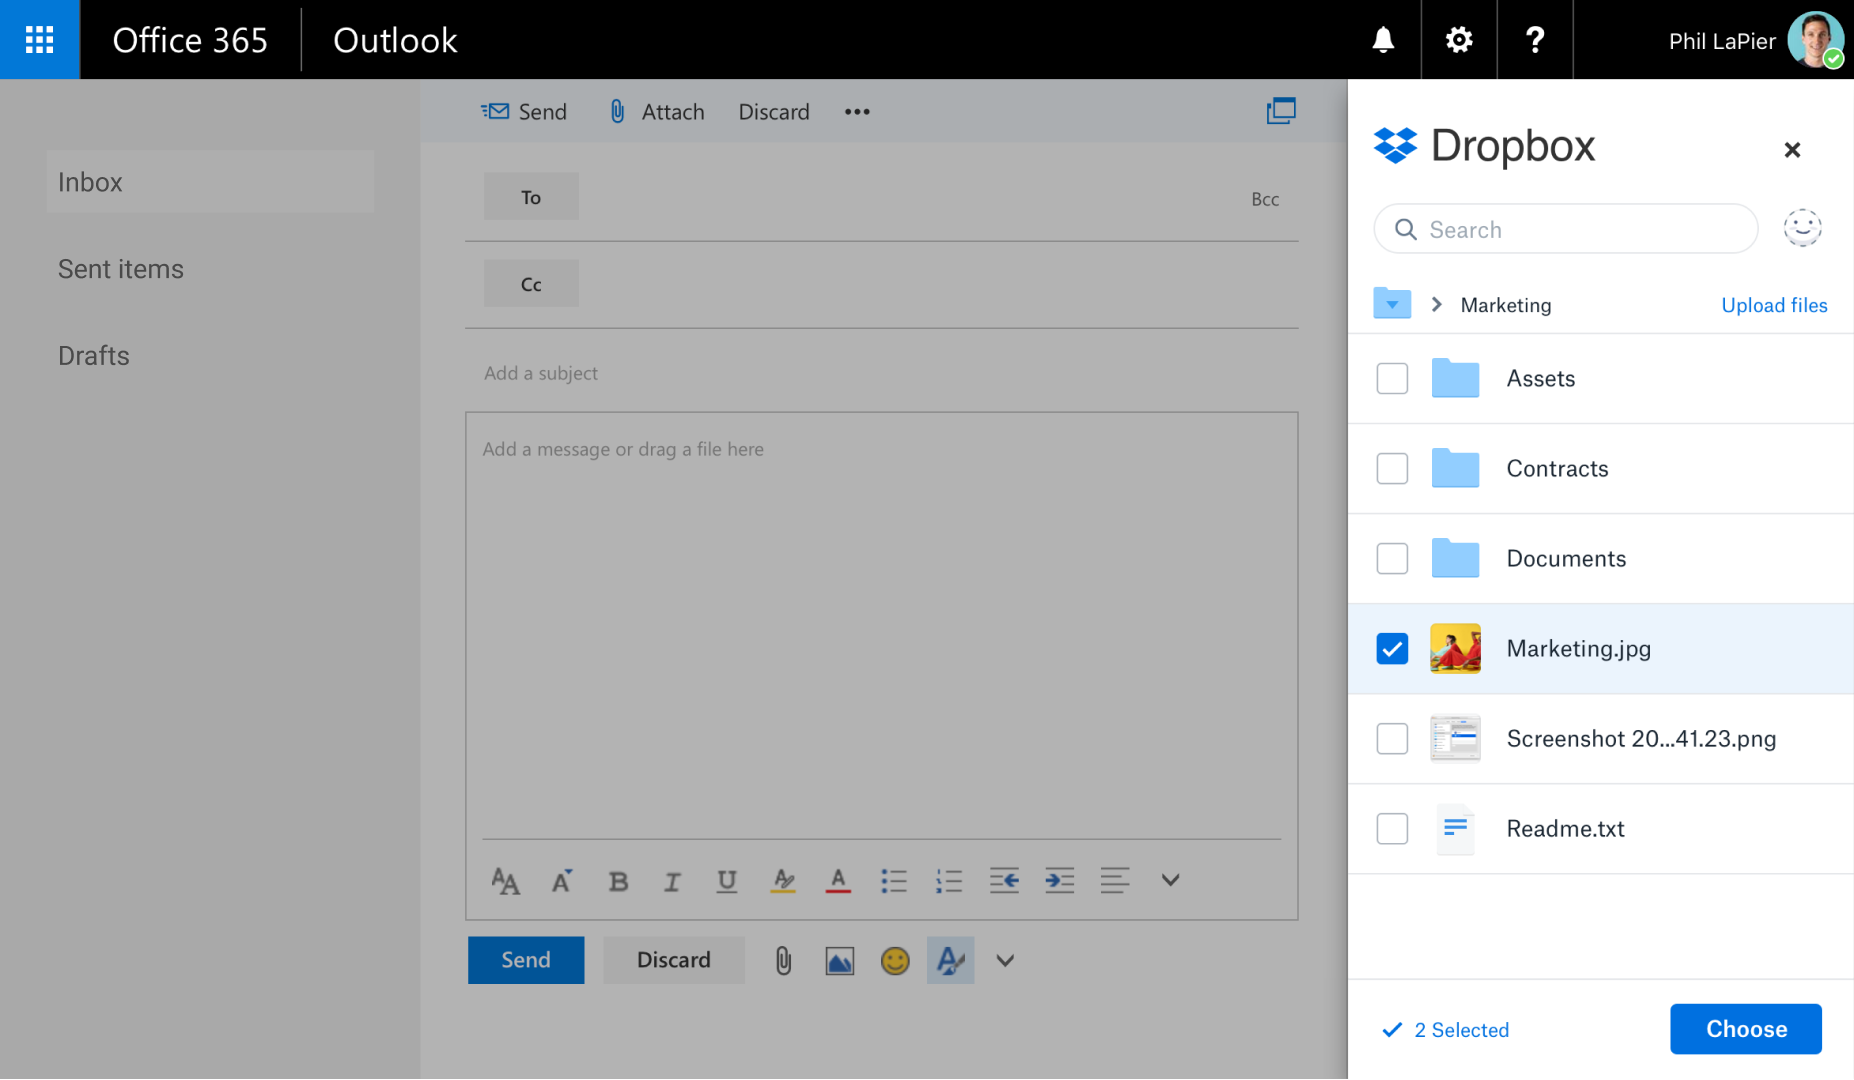 Office 365
Outlook
?
Phil LaPier
Inbox
Sent items
Drafts
Send
Attach
Discard
To
Bcc
Cc
Add a subject
Add a message or drag a file here
AA
A
B
I
U
A
A
Send
Discard
A
Dropbox
Search
Marketing
Upload files
Assets
Contracts
Documents
Marketing.jpg
Screenshot 20...41.23.png
Readme.txt
2 Selected
Choose